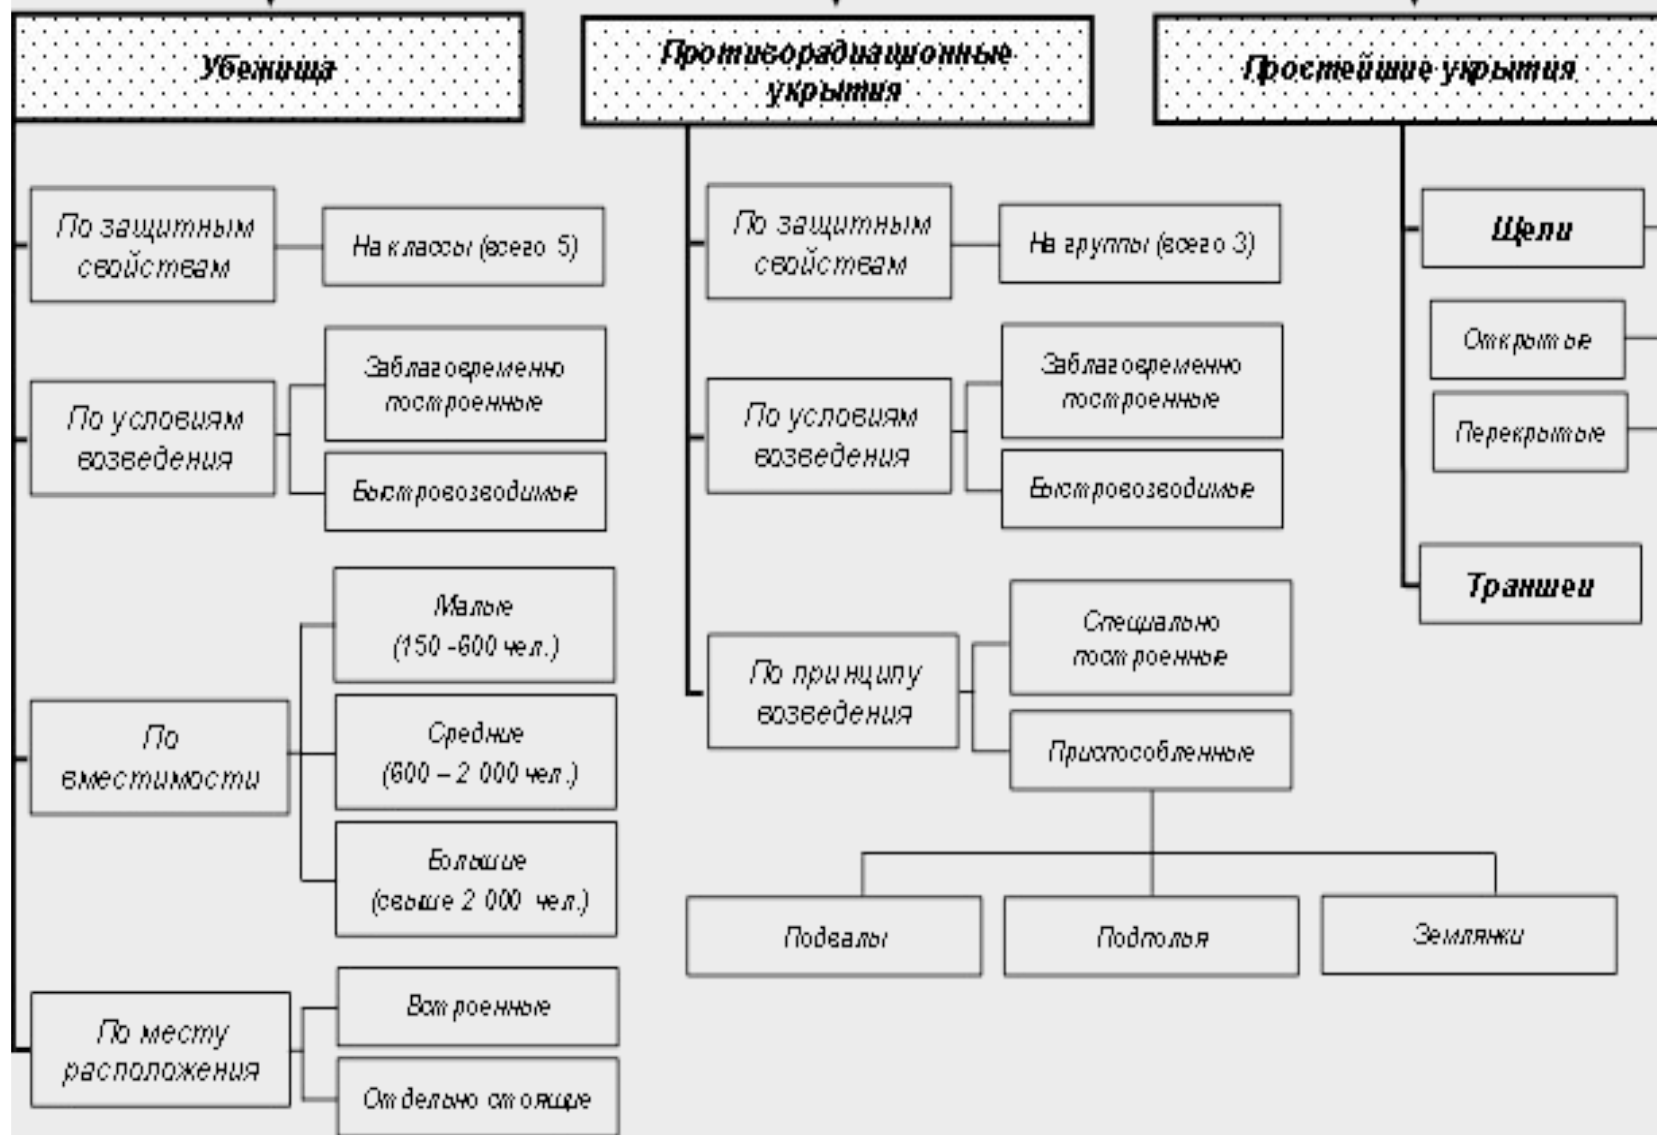 Убежища
Противорадиационные
укрытия
Простейшие укрытия
По защитным
свойствам
На классы (всего 5)
По условиям
возведения
Заблаговременно
построенные
Быстровозводимые
По
вместимости
Малые
(150 -600 чел.)
Средние
(600 – 2 000 чел.)
Большие
(свыше 2 000 чел.)
По месту
расположения
Встроенные
Отдельно стоящие
По защитным
свойствам
На группы (всего 3)
По условиям
возведения
Заблаговременно
построенные
Быстровозводимые
По принципу
возведения
Специально
построенные
Приспособленные
Подвалы
Подполья
Землянки
Щели
Открытые
Перекрытые
Траншеи